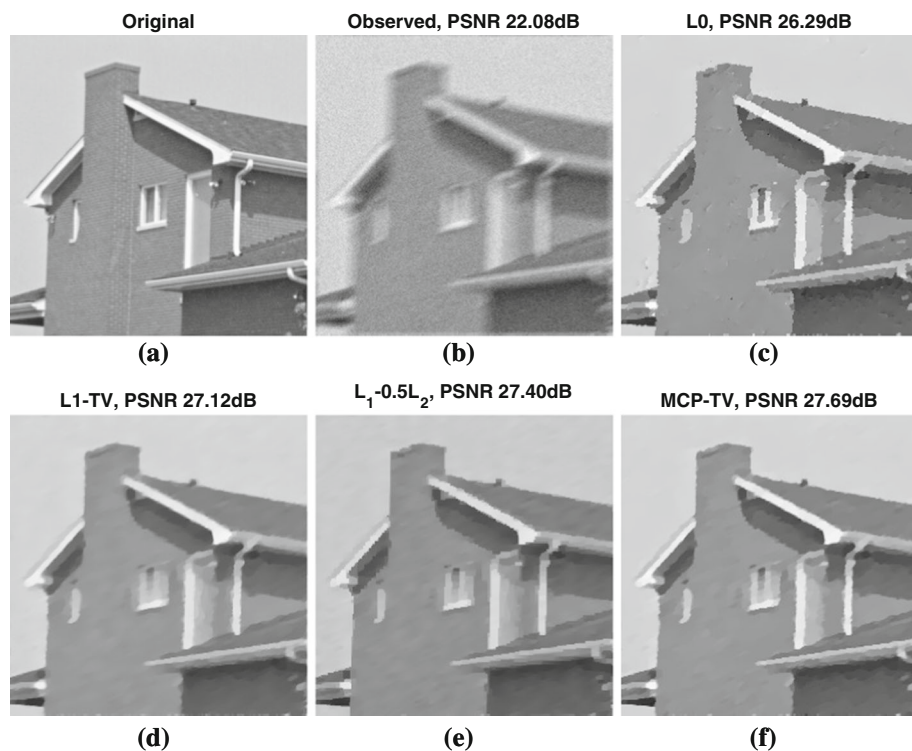 Original
Observed, PSNR 22.08dB
L0, PSNR 26.29dB
(a)
(b)
(c)
L1-TV, PSNR 27.12dB
L₁-0.5L₂, PSNR 27.40dB
MCP-TV, PSNR 27.69dB
(d)
(e)
(f)